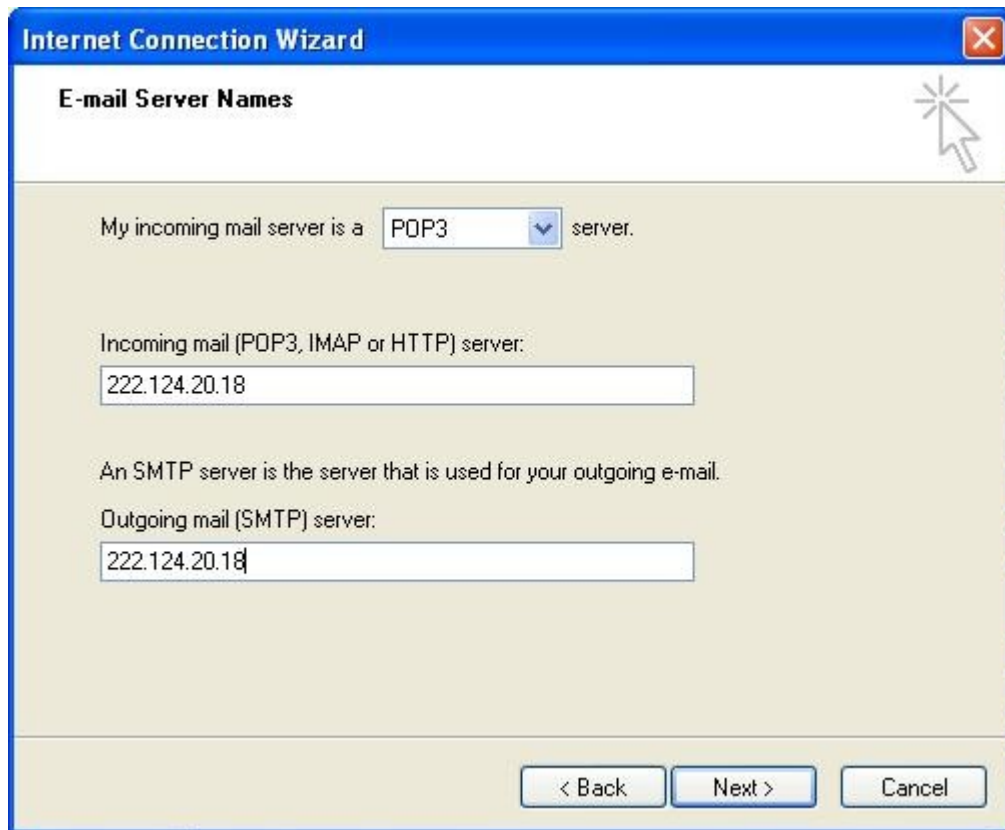 Internet Connection Wizard
E-mail Server Names
My incoming mail server is a POP3 server.
Incoming mail (POP3, IMAP or HTTP) server:
222.124.20.18
An SMTP server is the server that is used for your outgoing e-mail.
Outgoing mail (SMTP) server:
222.124.20.18
< Back Next > Cancel